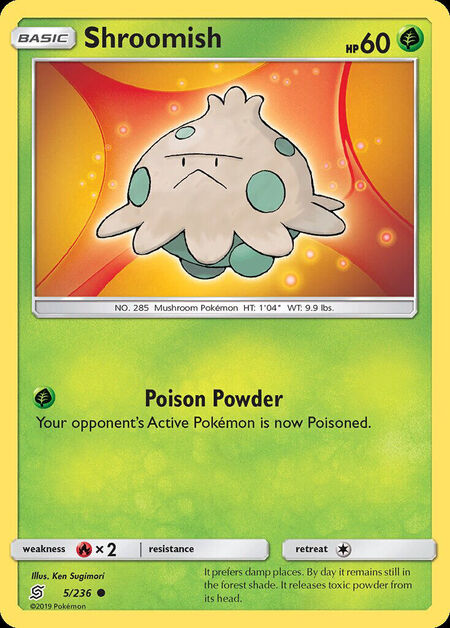 BASIC Shroomish HP 60
NO. 285 Mushroom Pokémon HT: 1'04" WT: 9.9 lbs.
Poison Powder
Your opponent's Active Pokémon is now Poisoned.
weakness ×2 resistance retreat
Illus. Ken Sugimori
5/236
©2019 Pokémon
It prefers damp places. By day it remains still in
the forest shade. It releases toxic powder from
its head.